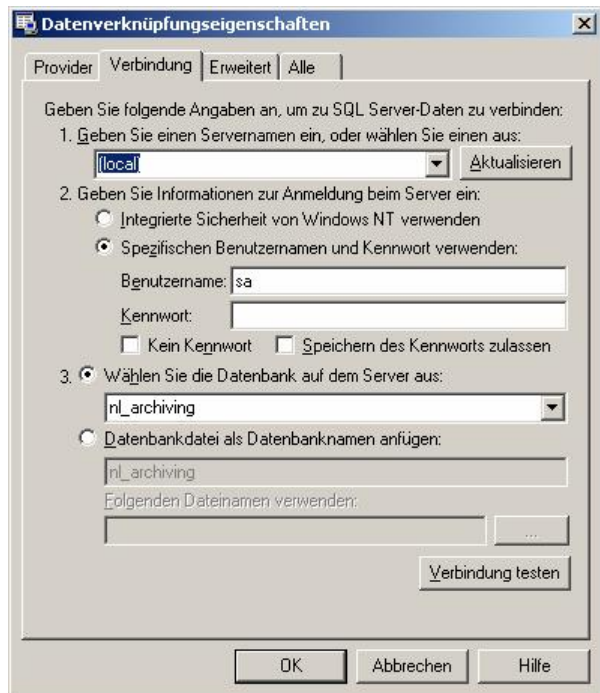 Datenverknüpfungseigenschaften
Provider Verbindung Erweitert Alle
Geben Sie folgende Angaben an, um zu SQL Server-Daten zu verbinden:
1. Geben Sie einen Servernamen ein, oder wählen Sie einen aus:
(local) Aktualisieren
2. Geben Sie Informationen zur Anmeldung beim Server ein:
Integrierte Sicherheit von Windows NT verwenden
Spezifischen Benutzernamen und Kennwort verwenden:
Benutzername: sa
Kennwort:
Kein Kennwort Speichern des Kennworts zulassen
3. Wählen Sie die Datenbank auf dem Server aus:
nl_archiving
Datenbankdatei als Datenbanknamen anfügen:
nl_archiving
Folgenden Dateinamen verwenden:
...
Verbindung testen
OK Abbrechen Hilfe